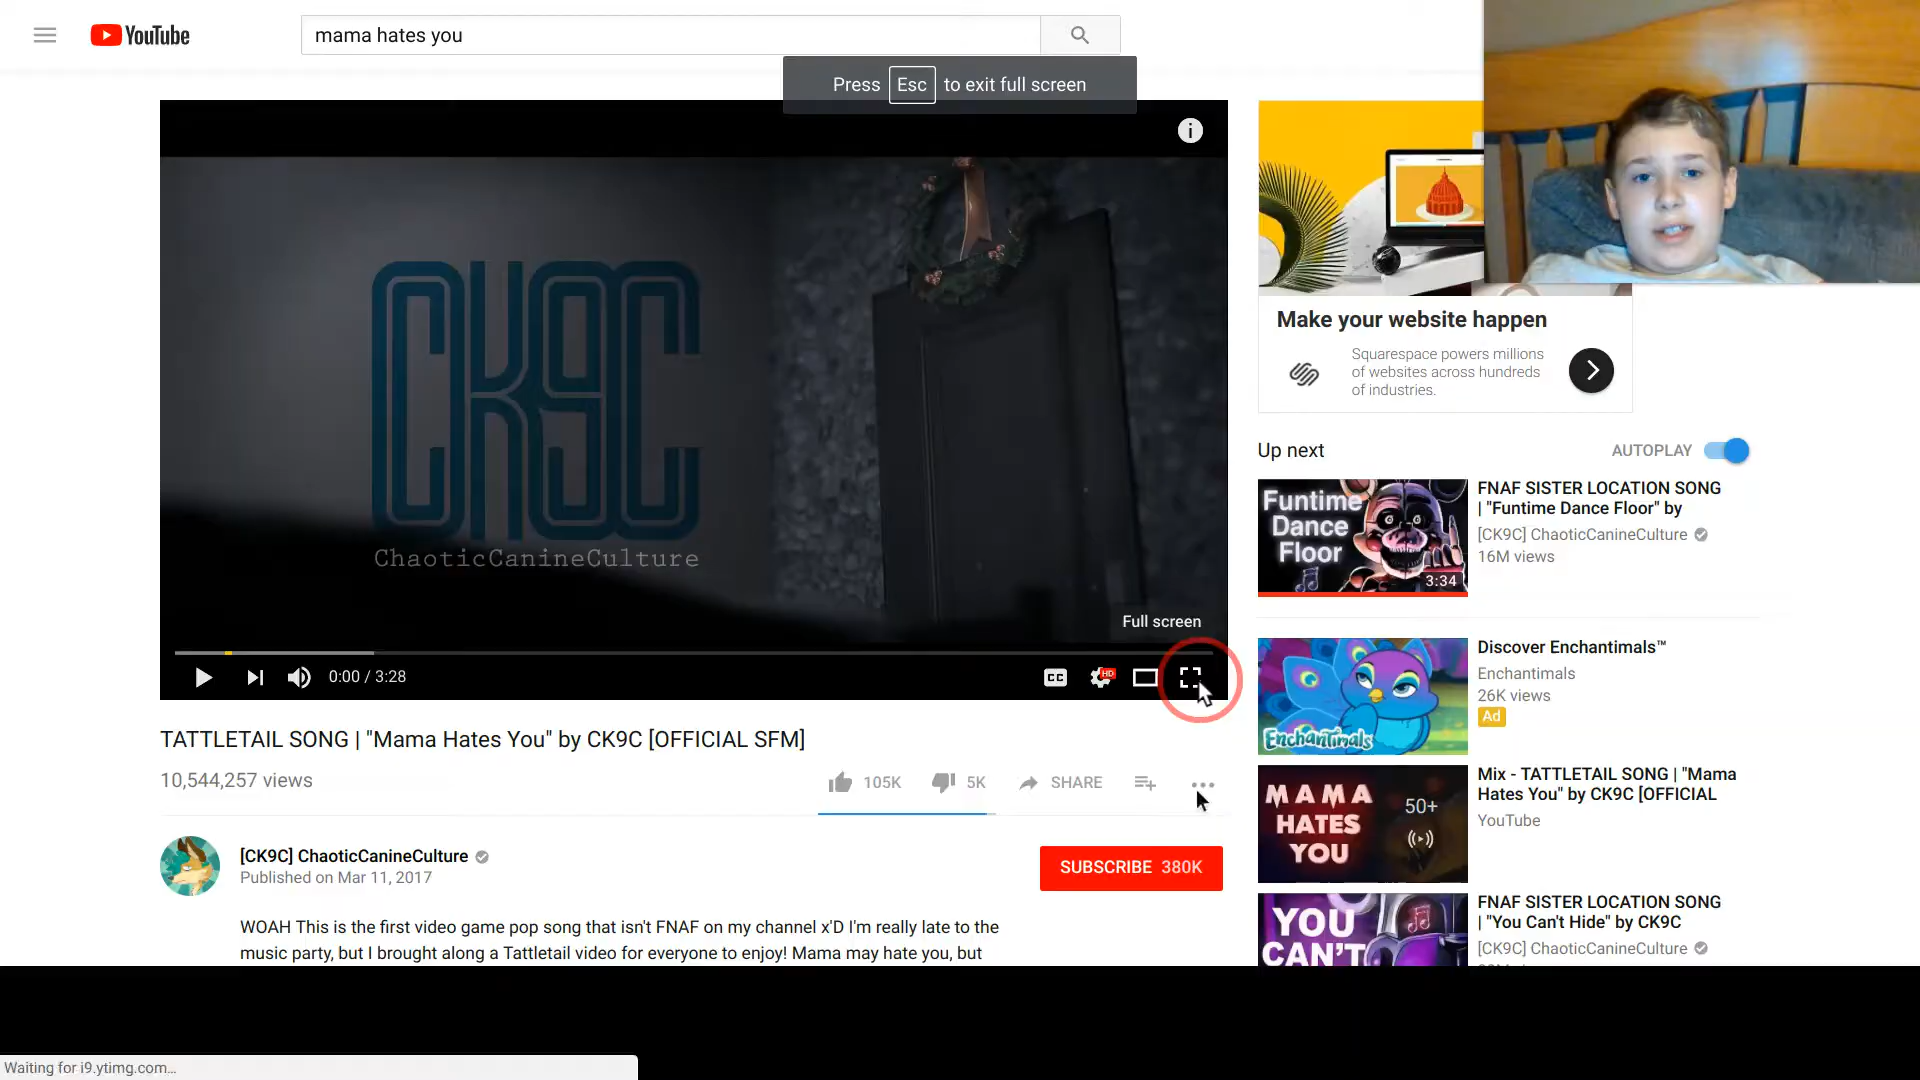 YouTube
mama hates you
Press Esc to exit full screen
CK9C
ChaoticCanineCulture
Full screen
0:00 / 3:28
CC
HD
TATTLETAIL SONG | "Mama Hates You" by CK9C [OFFICIAL SFM]
10,544,257 views
105K
5K
SHARE
[CK9C] ChaoticCanineCulture
Published on Mar 11, 2017
SUBSCRIBE 380K
WOAH This is the first video game pop song that isn't FNAF on my channel x'D I'm really late to the
music party, but I brought along a Tattletail video for everyone to enjoy! Mama may hate you, but
Make your website happen
Squarespace powers millions
of websites across hundreds
of industries.
Up next
AUTOPLAY
Funtime
Dance
Floor
3:34
FNAF SISTER LOCATION SONG
| "Funtime Dance Floor" by
[CK9C] ChaoticCanineCulture
16M views
Enchantimals
Discover Enchantimals™
Enchantimals
26K views
Ad
MAMA
HATES
YOU
50+
Mix - TATTLETAIL SONG | "Mama
Hates You" by CK9C [OFFICIAL
YouTube
YOU
CAN'T
FNAF SISTER LOCATION SONG
| "You Can't Hide" by CK9C
[CK9C] ChaoticCanineCulture
Waiting for i9.ytimg.com...